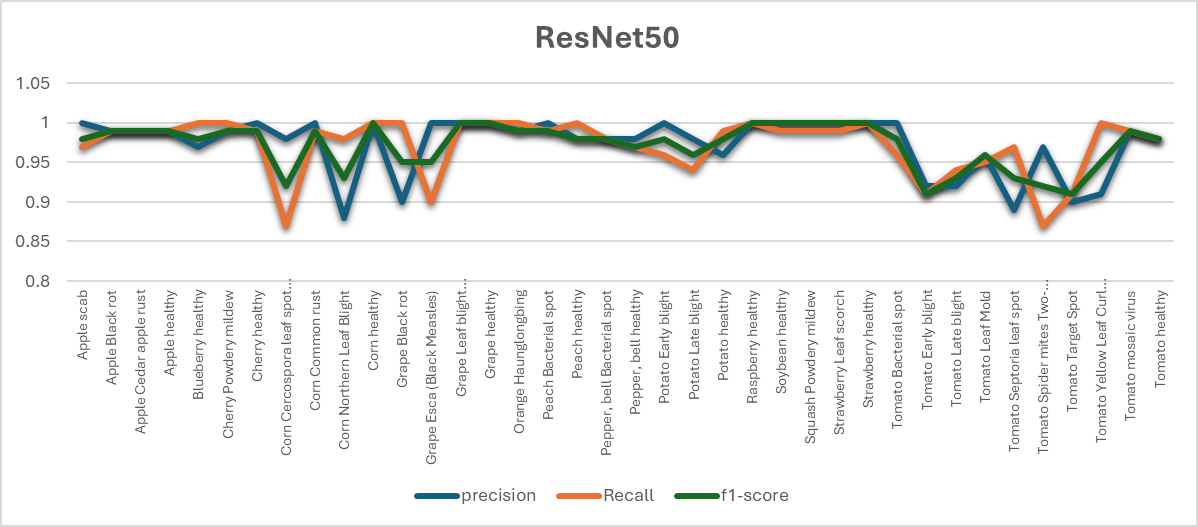 ResNet50
1.05
1
0.95
0.9
0.85
0.8
Apple scab
Apple Black rot
Apple Cedar apple rust
Apple healthy
Blueberry healthy
Cherry Powdery mildew
Cherry healthy
Corn Cercospora leaf spot…
Corn Common rust
Corn Northern Leaf Blight
Corn healthy
Grape Black rot
Grape Esca (Black Measles)
Grape Leaf blight…
Grape healthy
Orange Haunglongbing
Peach Bacterial spot
Peach healthy
Pepper, bell Bacterial spot
Pepper, bell healthy
Potato Early blight
Potato Late blight
Potato healthy
Raspberry healthy
Soybean healthy
Squash Powdery mildew
Strawberry Leaf scorch
Strawberry healthy
Tomato Bacterial spot
Tomato Early blight
Tomato Late blight
Tomato Leaf Mold
Tomato Septoria leaf spot
Tomato Spider mites Two-…
Tomato Target Spot
Tomato Yellow Leaf Curl…
Tomato mosaic virus
Tomato healthy
precision
Recall
f1-score